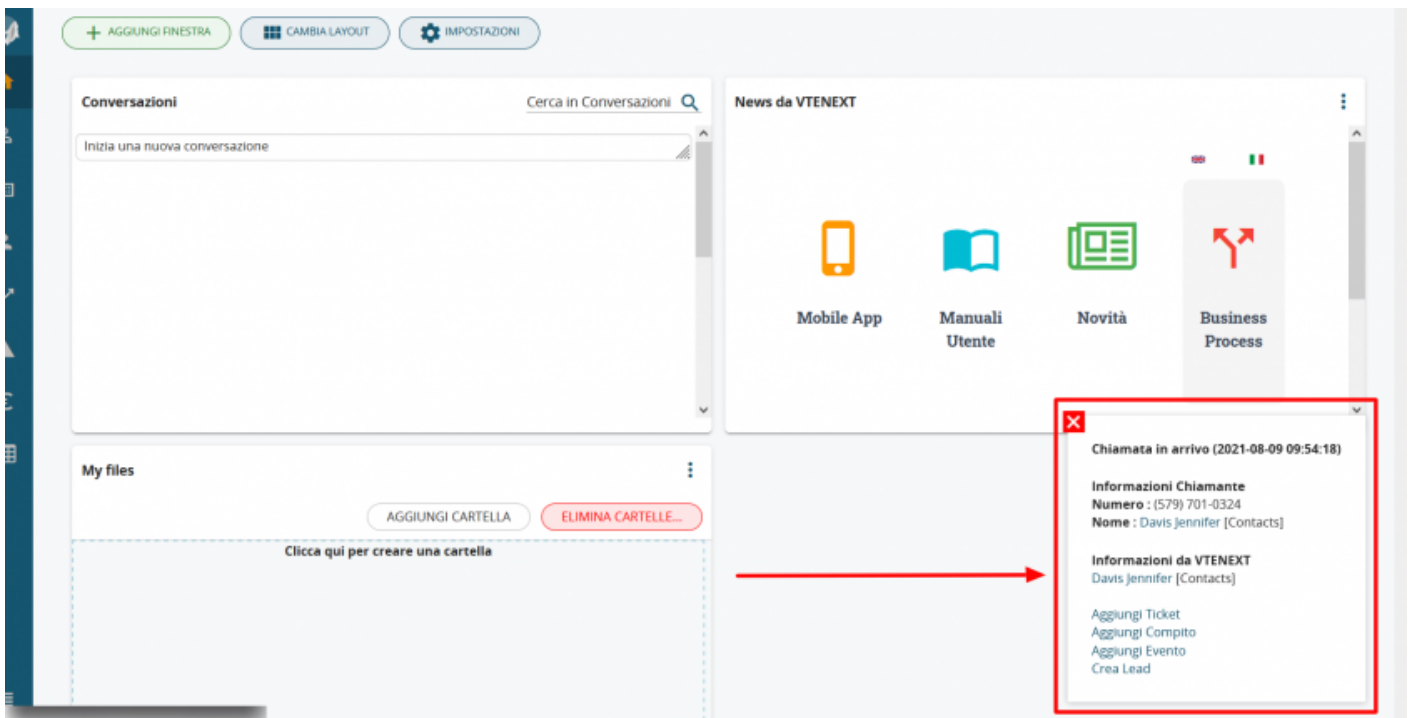 AGGIUNGI FINESTRA
CAMBIA LAYOUT
IMPOSTAZIONI
Conversazioni
Cerca in Conversazioni
Inizia una nuova conversazione
News da VTENEXT
Mobile App
Manuali
Utente
Novità
Business
Process
My files
AGGIUNGI CARTELLA
ELIMINA CARTELLE...
Clicca qui per creare una cartella
Chiamata in arrivo (2021-08-09 09:54:18)
Informazioni Chiamante
Numero : (579) 701-0324
Nome : Davis Jennifer [Contacts]
Informazioni da VTENEXT
Davis Jennifer [Contacts]
Aggiungi Ticket
Aggiungi Compito
Aggiungi Evento
Crea Lead